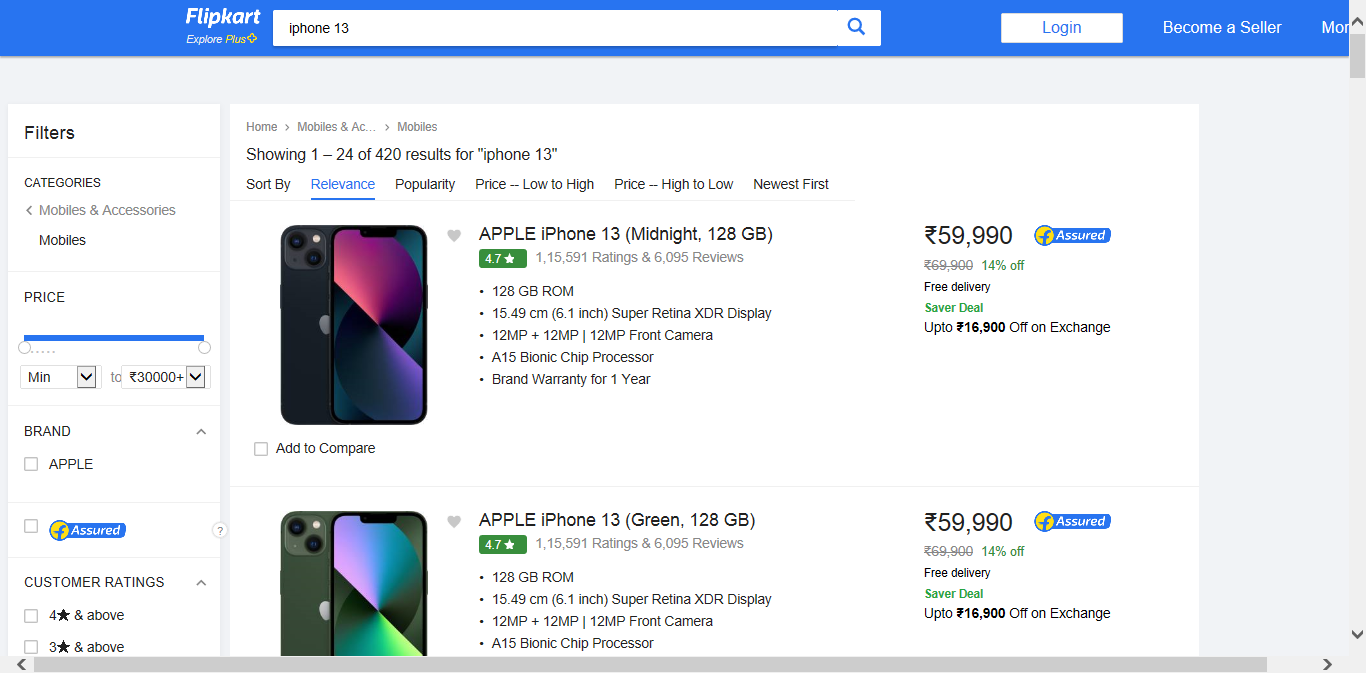 Flipkart
Explore Plus
iphone 13
Login
Become a Seller
Mor
Filters
CATEGORIES
Mobiles & Accessories
Mobiles
PRICE
.....
Min
to
₹30000+
BRAND
APPLE
Assured
?
CUSTOMER RATINGS
4★ & above
3★ & above
Home > Mobiles & Ac... > Mobiles
Showing 1 – 24 of 420 results for "iphone 13"
Sort By Relevance Popularity Price -- Low to High Price -- High to Low Newest First
APPLE iPhone 13 (Midnight, 128 GB)
4.7 ★ 1,15,591 Ratings & 6,095 Reviews
• 128 GB ROM
• 15.49 cm (6.1 inch) Super Retina XDR Display
• 12MP + 12MP | 12MP Front Camera
• A15 Bionic Chip Processor
• Brand Warranty for 1 Year
₹59,990 Assured
₹69,900 14% off
Free delivery
Saver Deal
Upto ₹16,900 Off on Exchange
Add to Compare
APPLE iPhone 13 (Green, 128 GB)
4.7 ★ 1,15,591 Ratings & 6,095 Reviews
• 128 GB ROM
• 15.49 cm (6.1 inch) Super Retina XDR Display
• 12MP + 12MP | 12MP Front Camera
• A15 Bionic Chip Processor
₹59,990 Assured
₹69,900 14% off
Free delivery
Saver Deal
Upto ₹16,900 Off on Exchange